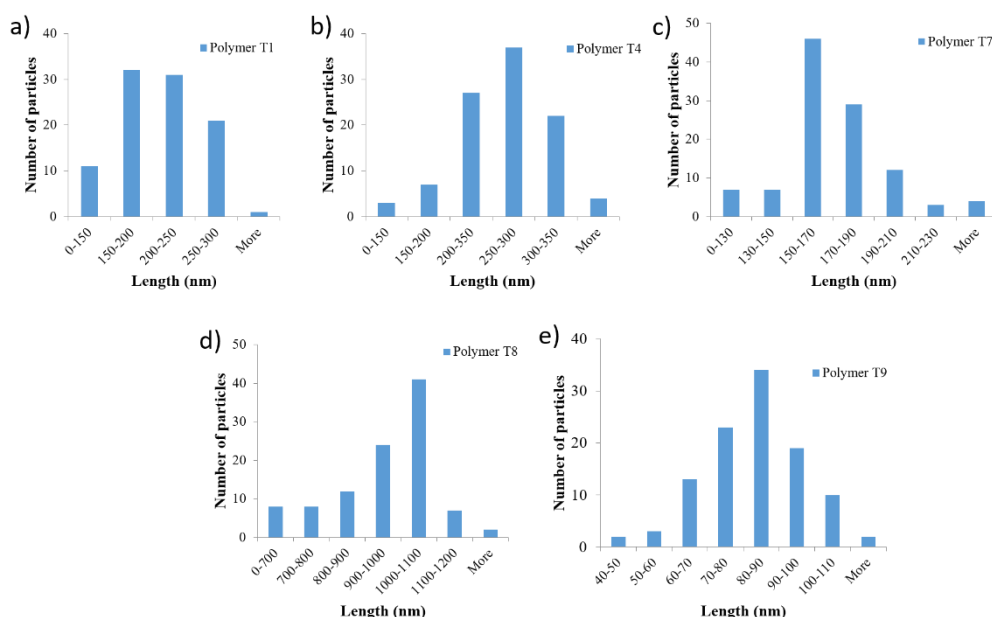 a)
Polymer T1
Number of particles
40
30
20
10
0
0-150
150-200
200-250
250-300
More
Length (nm)
b)
Polymer T4
Number of particles
40
30
20
10
0
0-150
150-200
200-350
250-300
300-350
More
Length (nm)
c)
Polymer T7
Number of particles
50
40
30
20
10
0
0-130
130-150
150-170
170-190
190-210
210-230
More
Length (nm)
d)
Polymer T8
Number of particles
50
40
30
20
10
0
0-700
700-800
800-900
900-1000
1000-1100
1100-1200
More
Length (nm)
e)
Polymer T9
Number of particles
40
30
20
10
0
40-50
50-60
60-70
70-80
80-90
90-100
100-110
More
Length (nm)